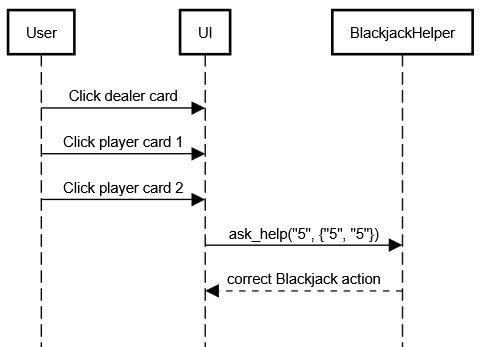 User
UI
BlackjackHelper
Click dealer card
Click player card 1
Click player card 2
ask_help("5", {"5", "5"})
correct Blackjack action